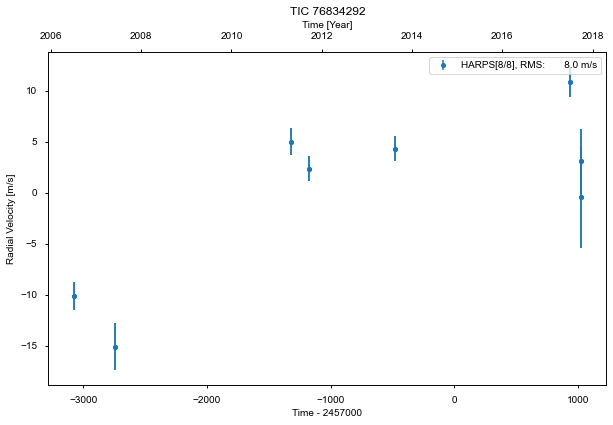 TIC 76834292
Time [Year]
2006 2008 2010 2012 2014 2016 2018
HARPS[8/8], RMS: 8.0 m/s
10
5
0
−5
−10
−15
Radial Velocity [m/s]
−3000 −2000 −1000 0 1000
Time - 2457000